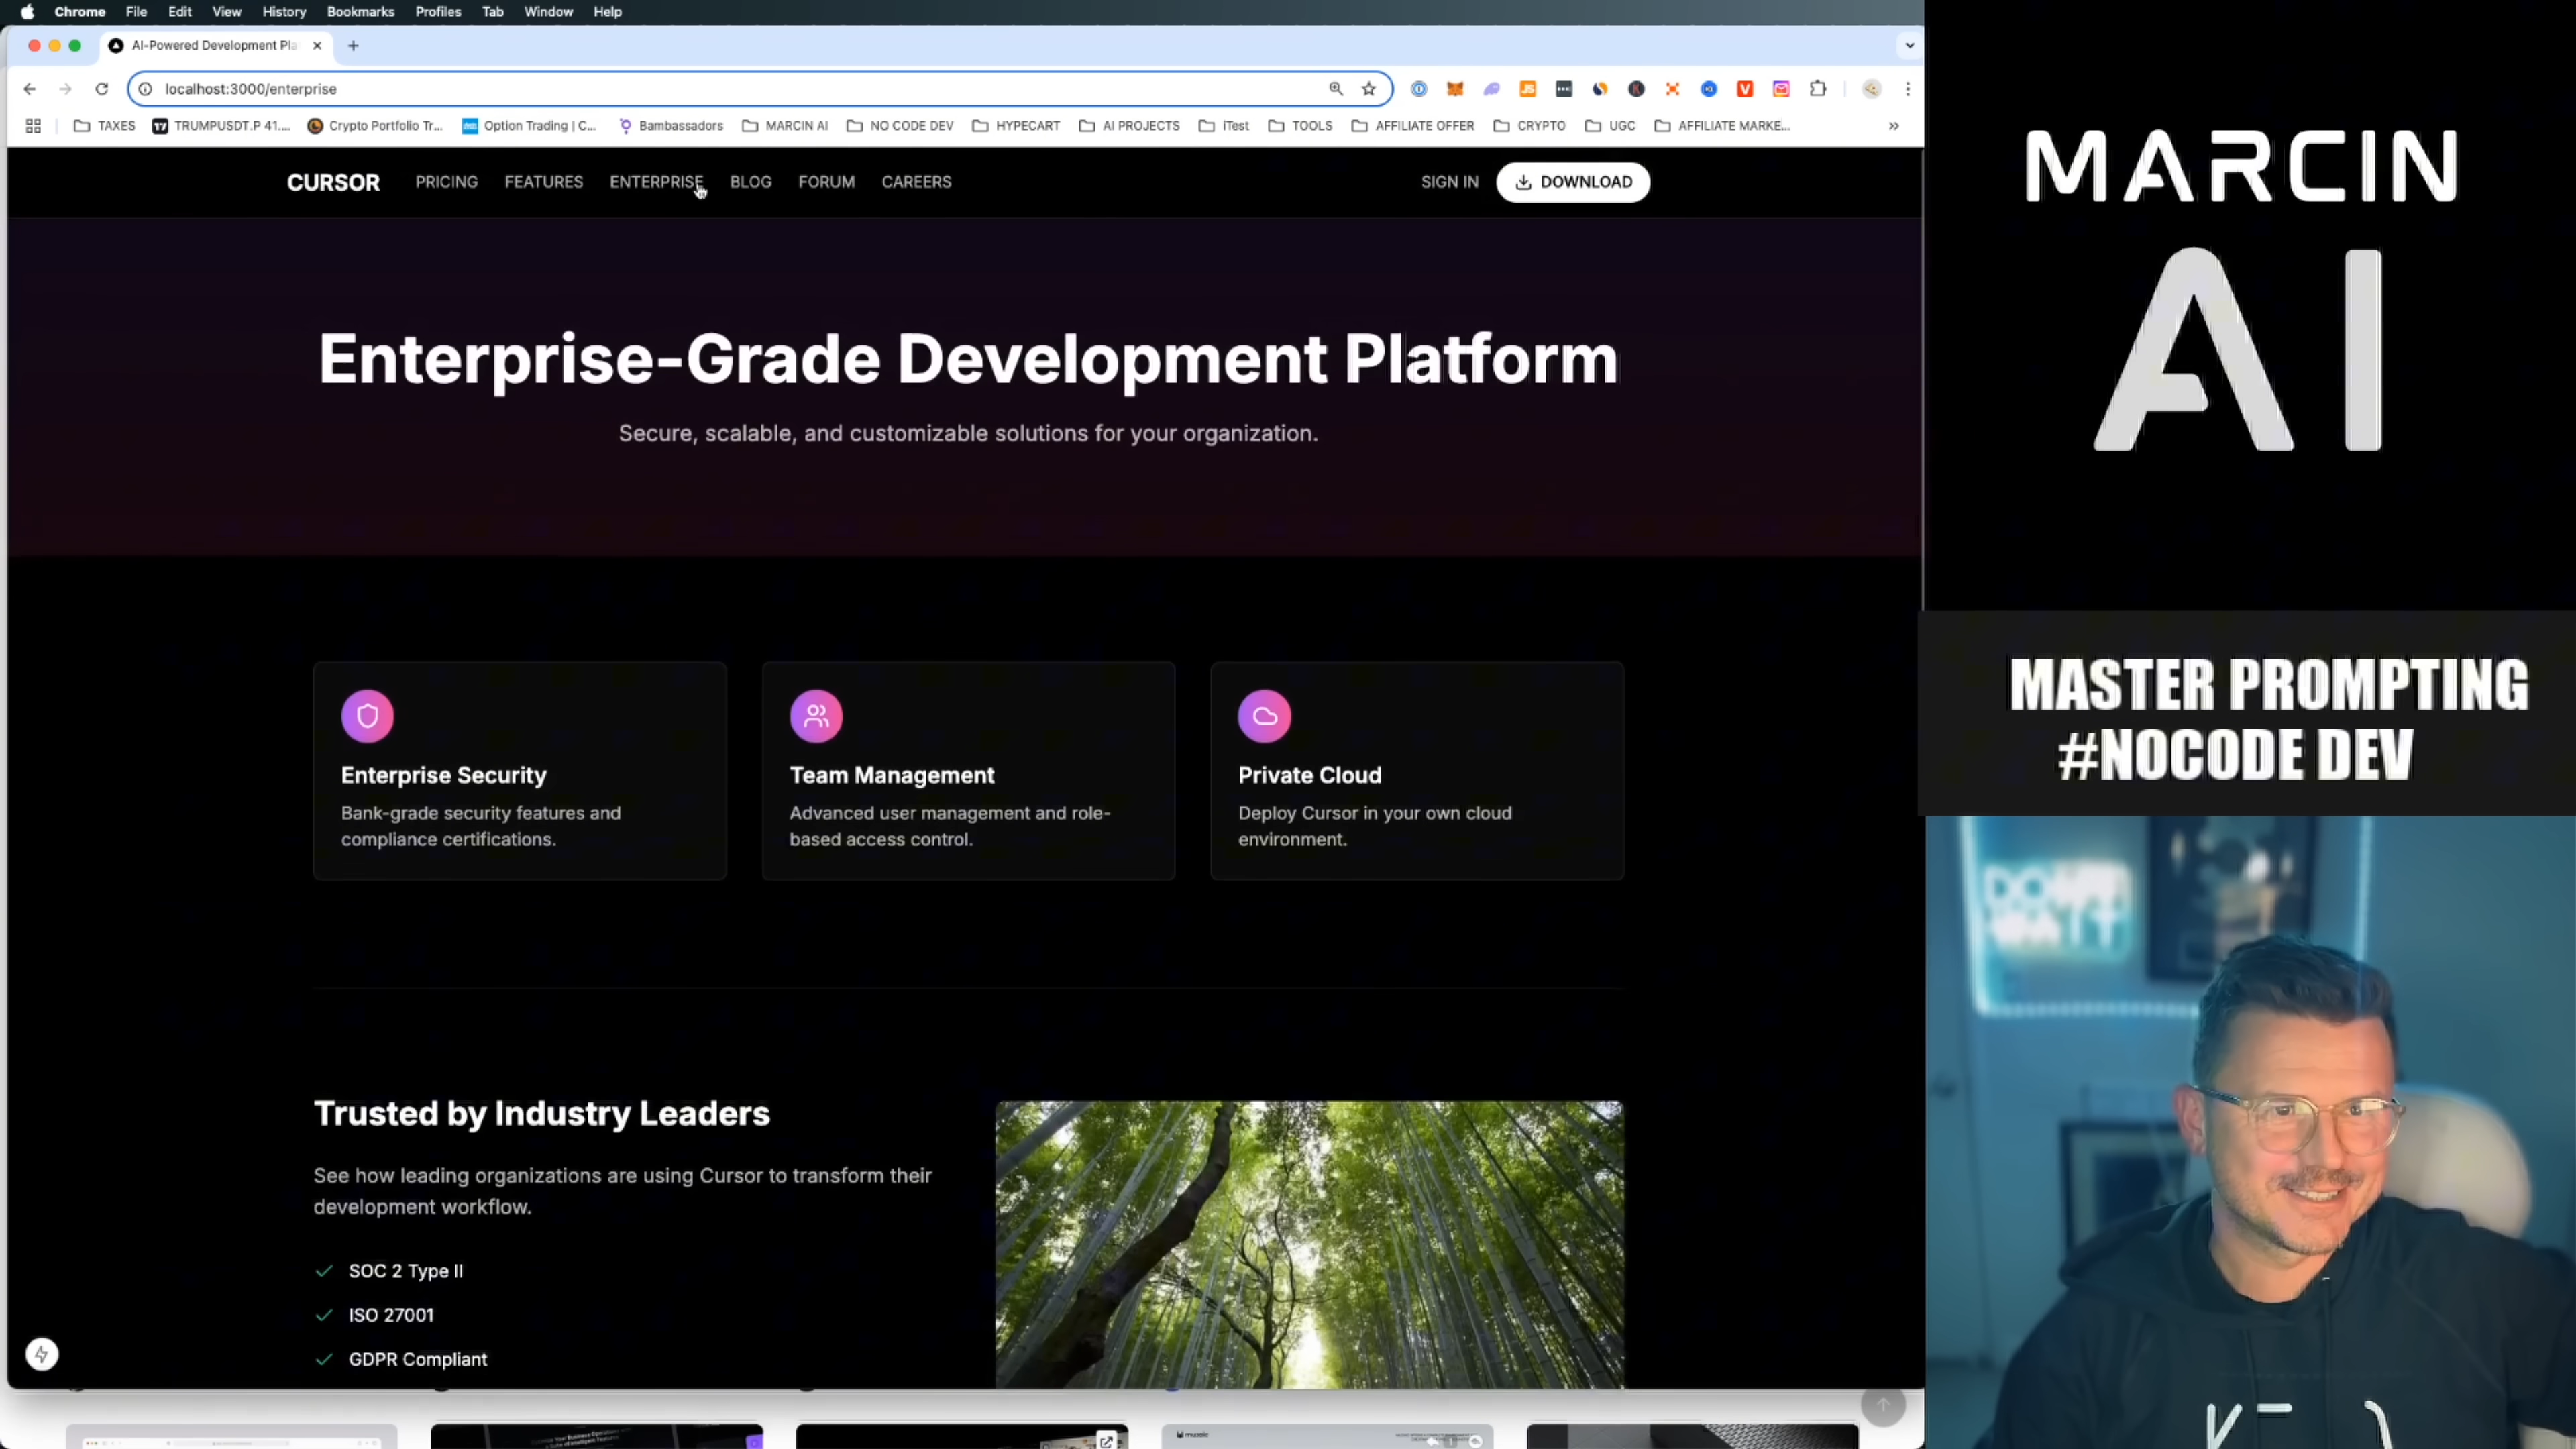 Chrome File Edit View History Bookmarks Profiles Tab Window Help
AI-Powered Development Pla
localhost:3000/enterprise
TAXES TRUMPUSDT.P 41.... Crypto Portfolio Tr... Option Trading | C... Bambassadors MARCIN AI NO CODE DEV HYPECART AI PROJECTS iTest TOOLS AFFILIATE OFFER CRYPTO UGC AFFILIATE MARKE... »
CURSOR PRICING FEATURES ENTERPRISE BLOG FORUM CAREERS SIGN IN DOWNLOAD
Enterprise-Grade Development Platform
Secure, scalable, and customizable solutions for your organization.
Enterprise Security
Bank-grade security features and
compliance certifications.
Team Management
Advanced user management and role-
based access control.
Private Cloud
Deploy Cursor in your own cloud
environment.
Trusted by Industry Leaders
See how leading organizations are using Cursor to transform their
development workflow.
SOC 2 Type II
ISO 27001
GDPR Compliant
MARCIN
AI
MASTER PROMPTING
#NOCODE DEV
DON'T
WAIT